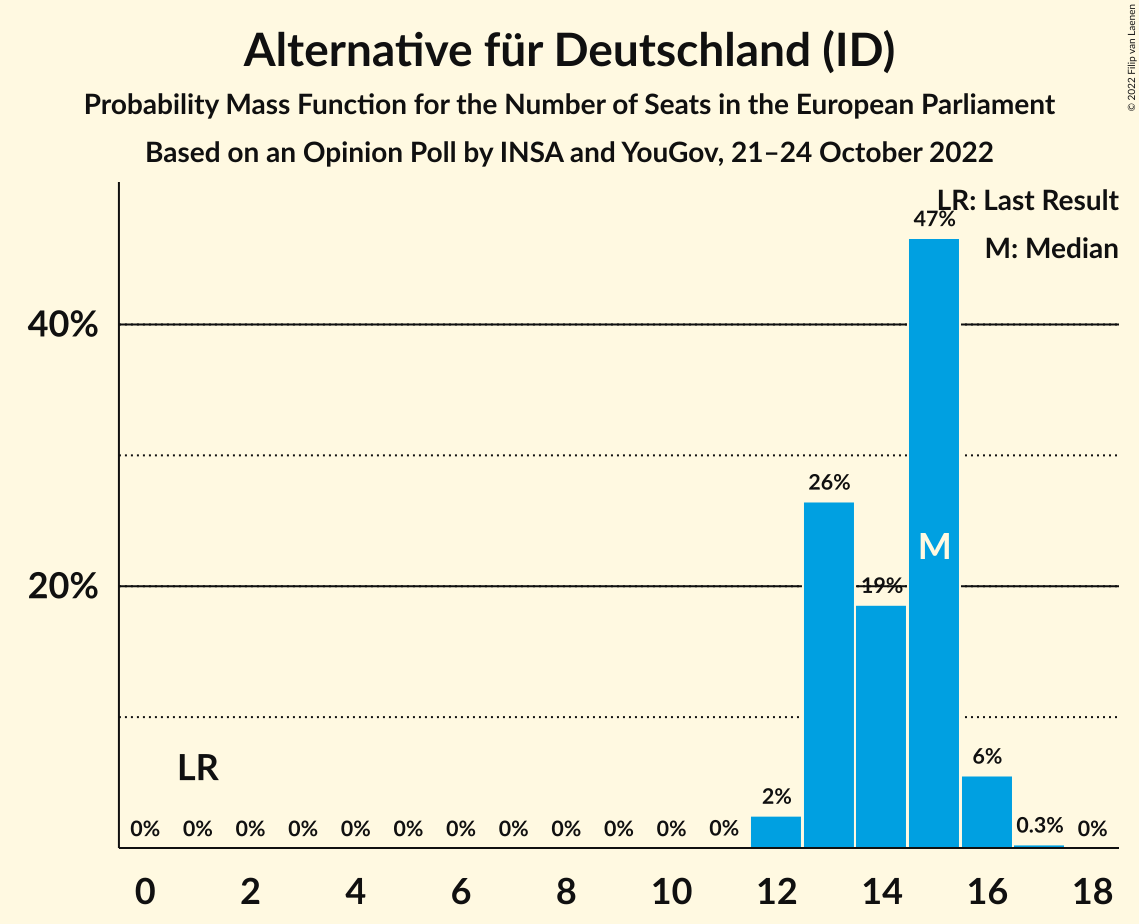 Alternative für Deutschland (ID)
Probability Mass Function for the Number of Seats in the European Parliament
Based on an Opinion Poll by INSA and YouGov, 21–24 October 2022
© 2022 Filip van Laenen
LR: Last Result
M: Median
47%
40%
26%
M
20%
19%
LR
6%
2%
0% 0% 0% 0% 0% 0% 0% 0% 0% 0% 0% 0% 0.3% 0%
0 2 4 6 8 10 12 14 16 18